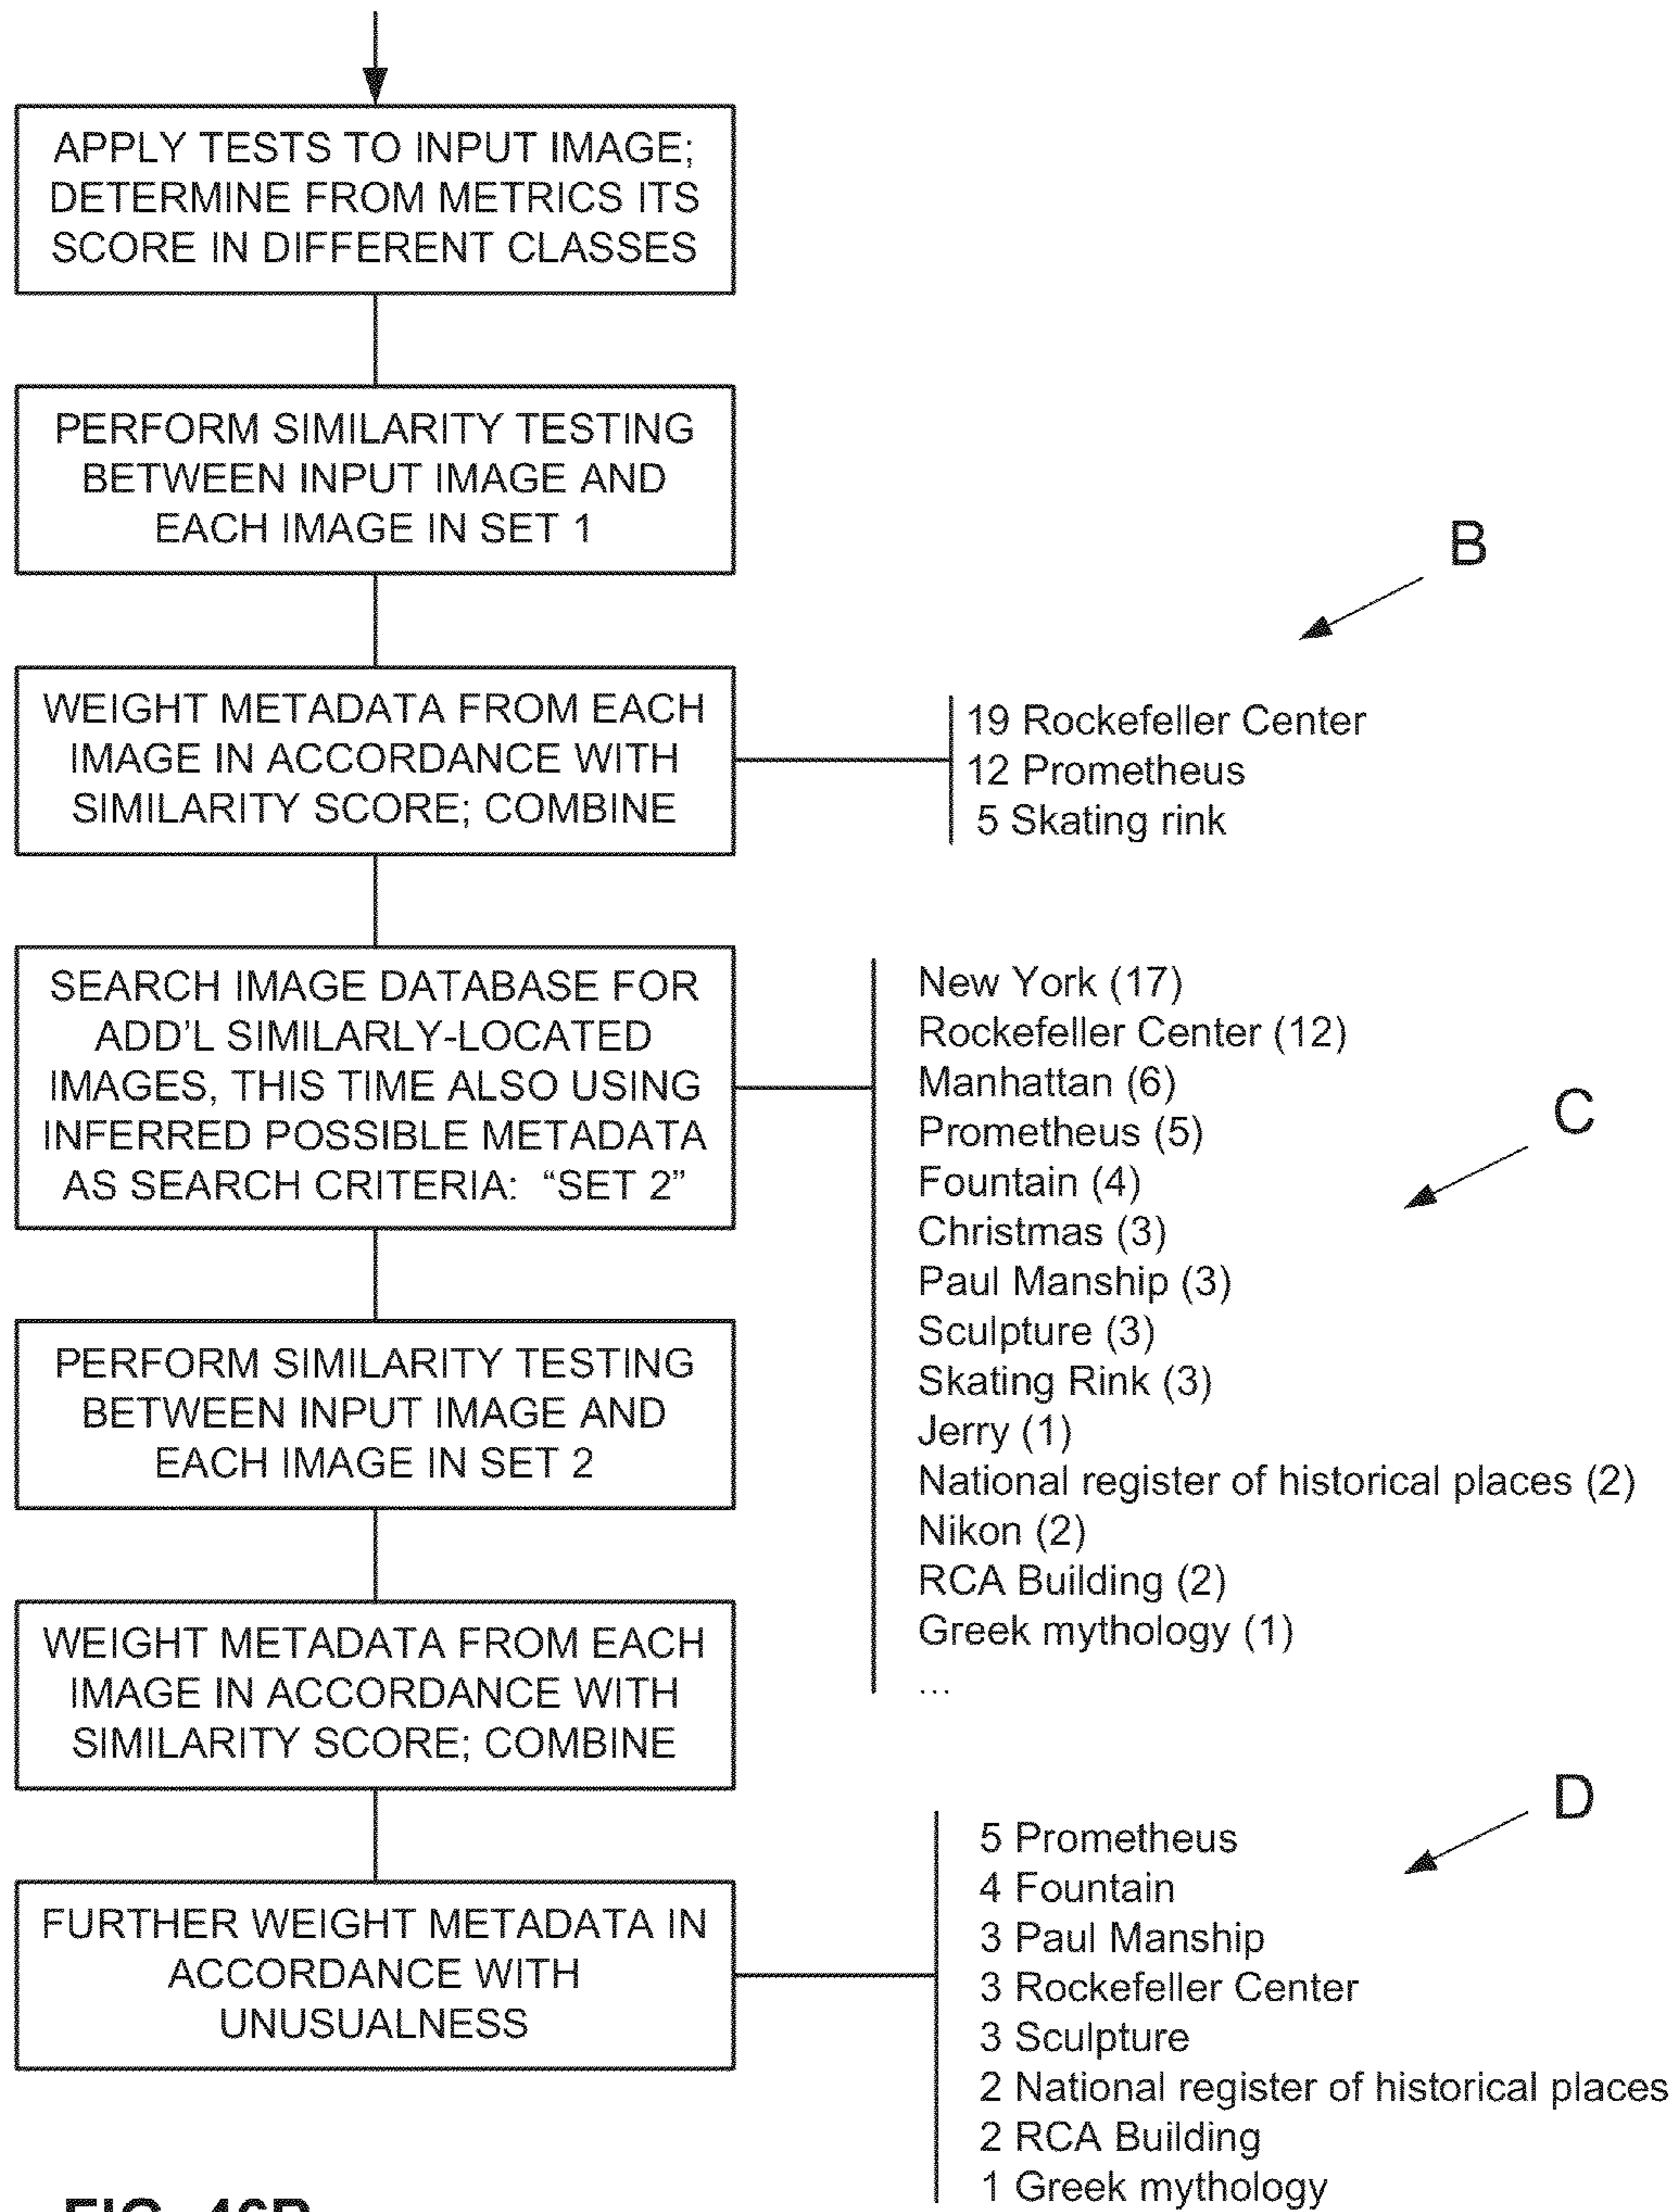 APPLY TESTS TO INPUT IMAGE;
DETERMINE FROM METRICS ITS
SCORE IN DIFFERENT CLASSES
PERFORM SIMILARITY TESTING
BETWEEN INPUT IMAGE AND
EACH IMAGE IN SET 1
B
WEIGHT METADATA FROM EACH
IMAGE IN ACCORDANCE WITH
SIMILARITY SCORE; COMBINE
19 Rockefeller Center
12 Prometheus
5 Skating rink
SEARCH IMAGE DATABASE FOR
ADD'L SIMILARLY-LOCATED
IMAGES, THIS TIME ALSO USING
INFERRED POSSIBLE METADATA
AS SEARCH CRITERIA: “SET 2”
New York (17)
Rockefeller Center (12)
Manhattan (6)
Prometheus (5)
Fountain (4)
Christmas (3)
Paul Manship (3)
Sculpture (3)
Skating Rink (3)
Jerry (1)
National register of historical places (2)
Nikon (2)
RCA Building (2)
Greek mythology (1)
...
C
PERFORM SIMILARITY TESTING
BETWEEN INPUT IMAGE AND
EACH IMAGE IN SET 2
WEIGHT METADATA FROM EACH
IMAGE IN ACCORDANCE WITH
SIMILARITY SCORE; COMBINE
D
FURTHER WEIGHT METADATA IN
ACCORDANCE WITH
UNUSUALNESS
5 Prometheus
4 Fountain
3 Paul Manship
3 Rockefeller Center
3 Sculpture
2 National register of historical places
2 RCA Building
1 Greek mythology
FIG. 46B